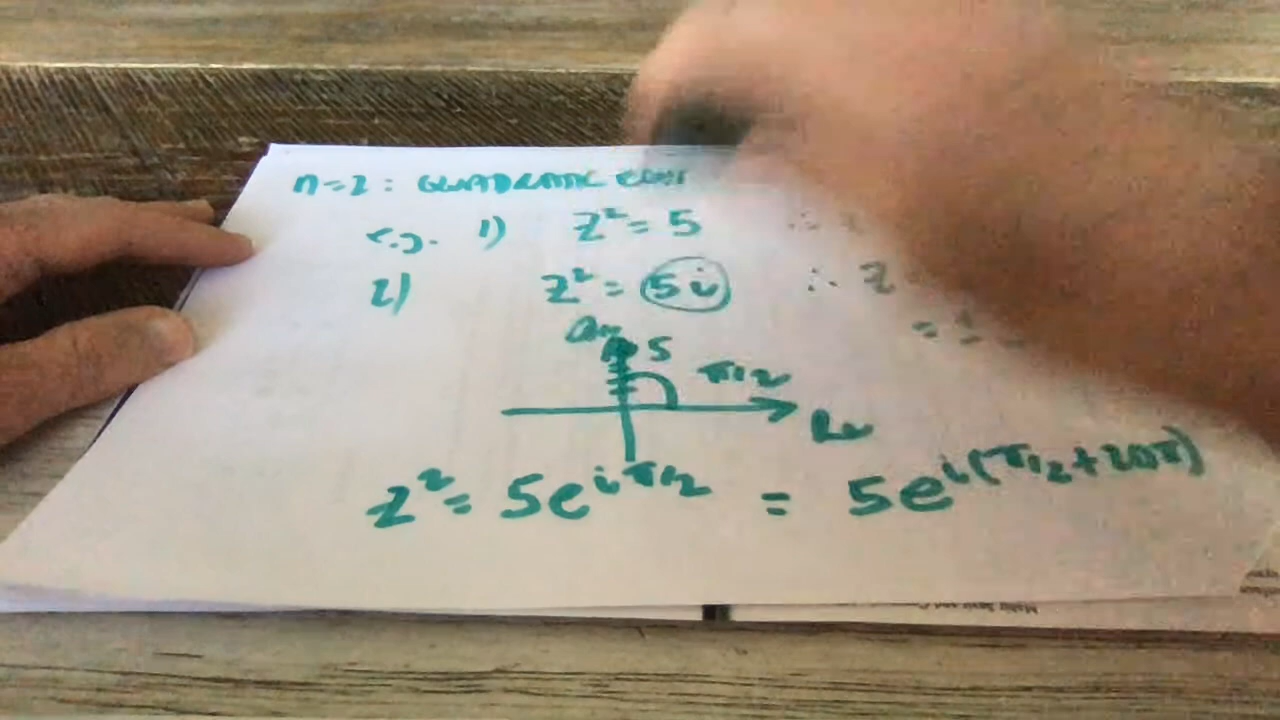 n=2: QUADRATIC
e.g. 1) z² = 5 ∴
2) z² = 5i ∴ z
= ±
Im
5
π/2
Re
z² = 5e^{iπ/2} = 5e^{i(π/2+2nπ)}